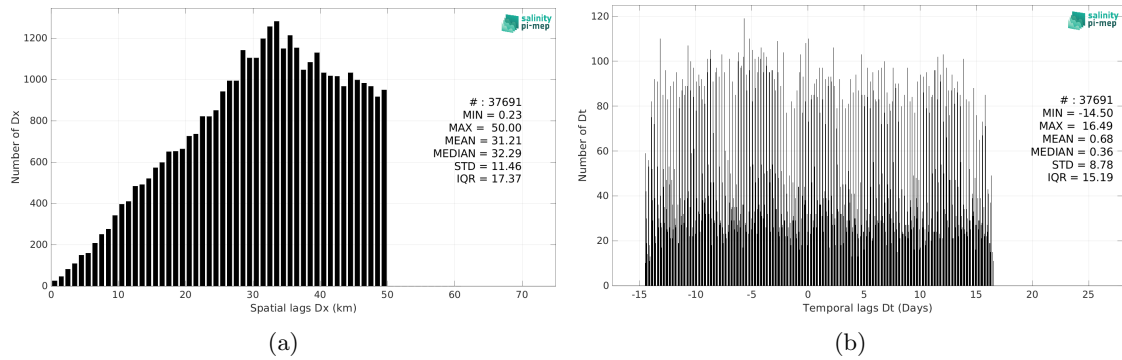 salinity
pi-mep
Number of Dx
1200
1000
800
600
400
200
0
# : 37691
MIN = 0.23
MAX = 50.00
MEAN = 31.21
MEDIAN = 32.29
STD = 11.46
IQR = 17.37
0 10 20 30 40 50 60 70
Spatial lags Dx (km)
(a)
salinity
pi-mep
Number of Dt
120
100
80
60
40
20
0
# : 37691
MIN = -14.50
MAX = 16.49
MEAN = 0.68
MEDIAN = 0.36
STD = 8.78
IQR = 15.19
-15 -10 -5 0 5 10 15 20 25
Temporal lags Dt (Days)
(b)